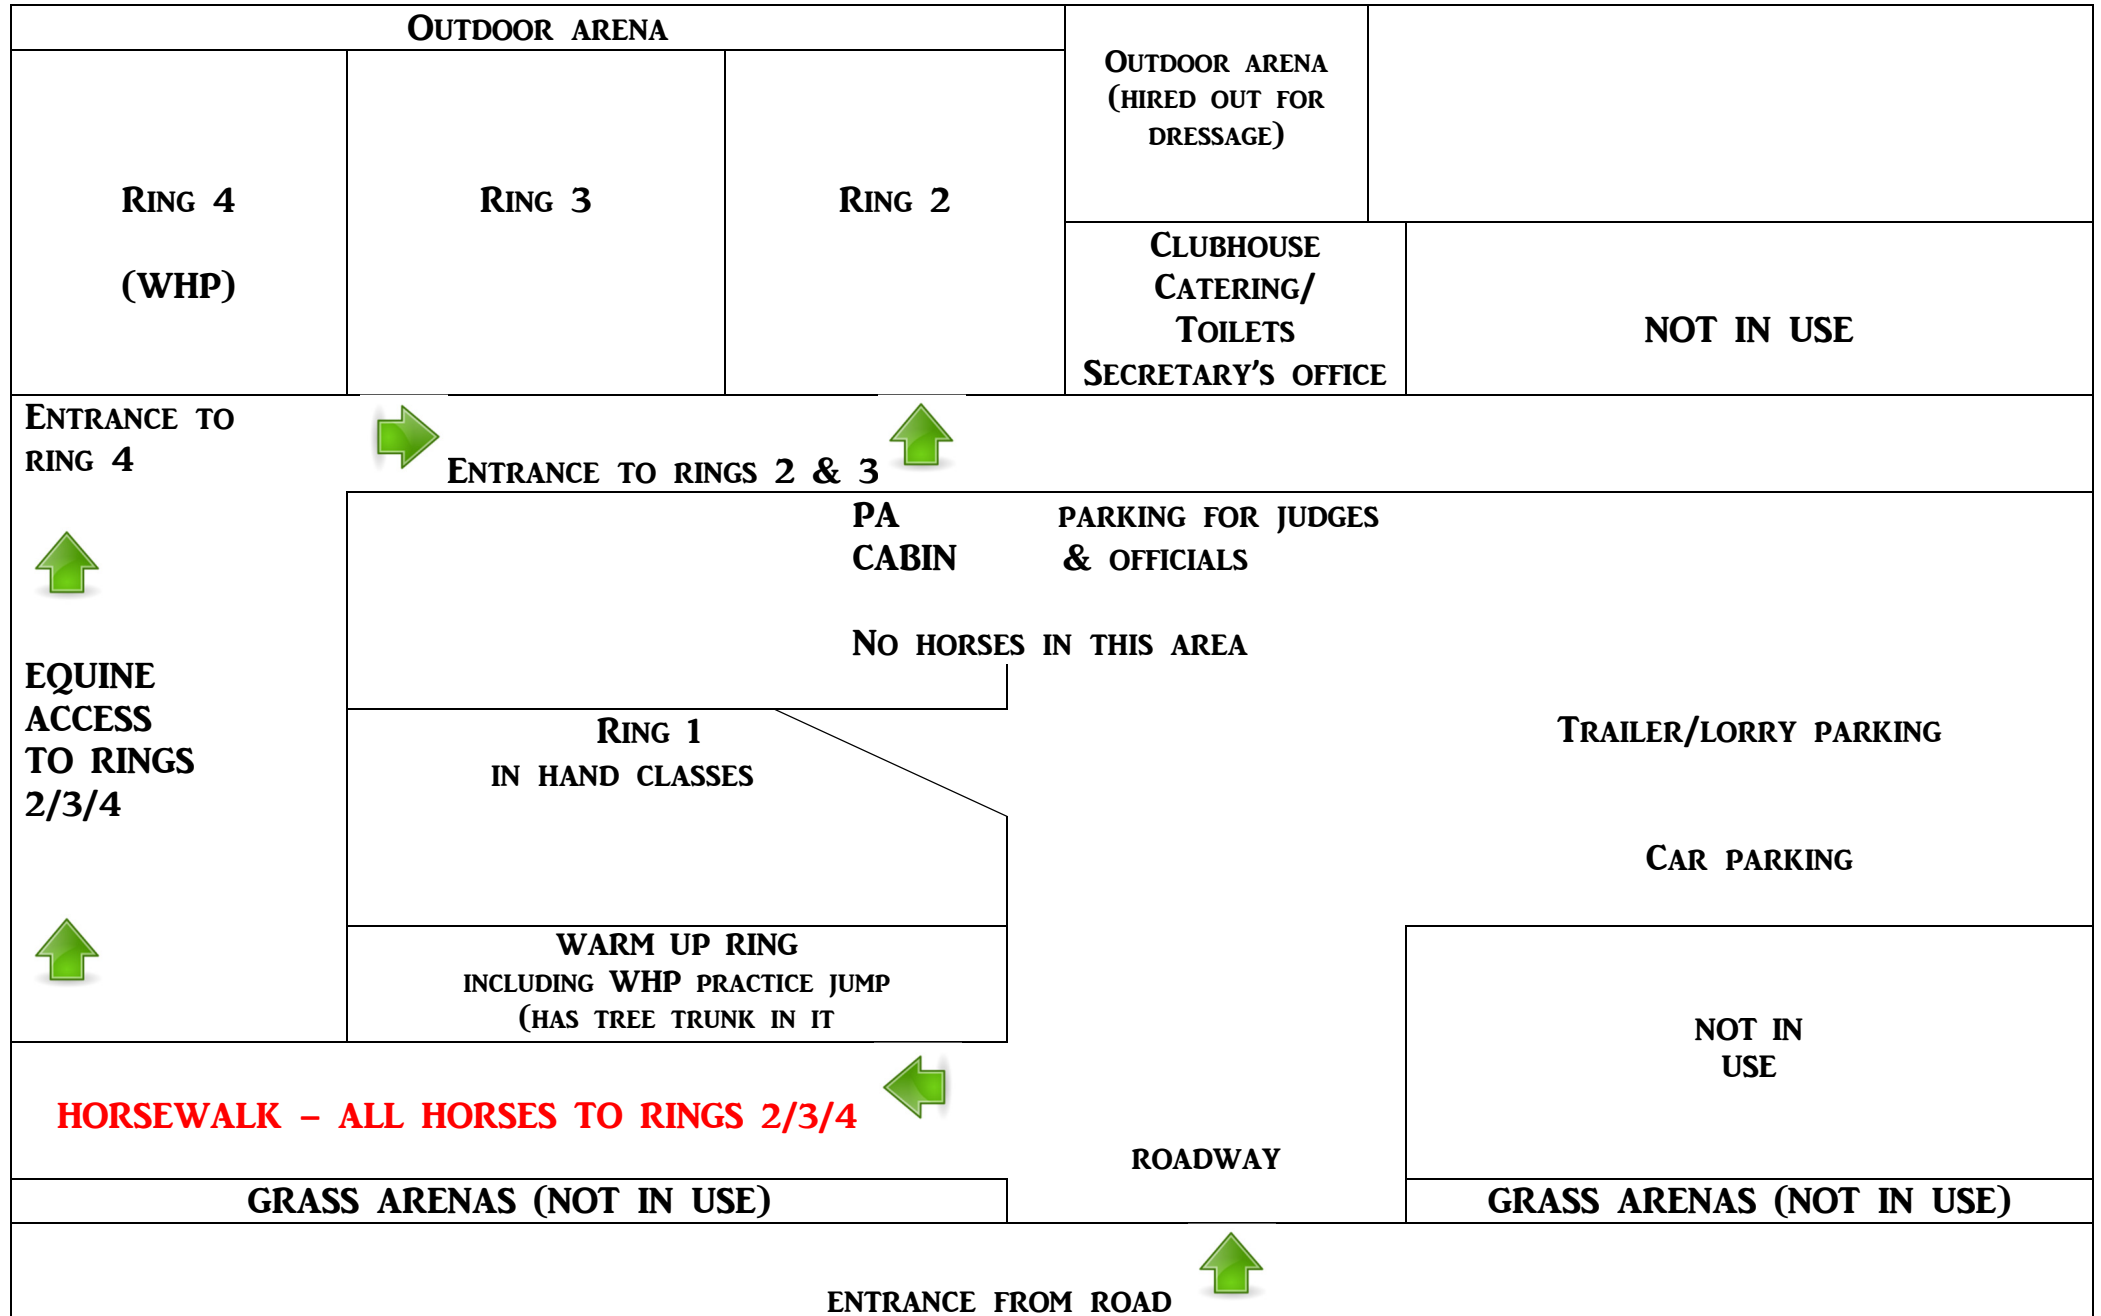 Outdoor arena
Outdoor arena
(hired out for
dressage)
Ring 4
(WHP)
Ring 3
Ring 2
Clubhouse
Catering/
Toilets
Secretary's office
NOT IN USE
Entrance to
ring 4
Entrance to rings 2 & 3
PA
CABIN
parking for judges
& officials
No horses in this area
EQUINE
ACCESS
TO RINGS
2/3/4
Ring 1
in hand classes
Trailer/lorry parking
Car parking
WARM UP RING
including WHP practice jump
(has tree trunk in it
NOT IN
USE
HORSEWALK – ALL HORSES TO RINGS 2/3/4
roadway
GRASS ARENAS (NOT IN USE)
GRASS ARENAS (NOT IN USE)
entrance from road